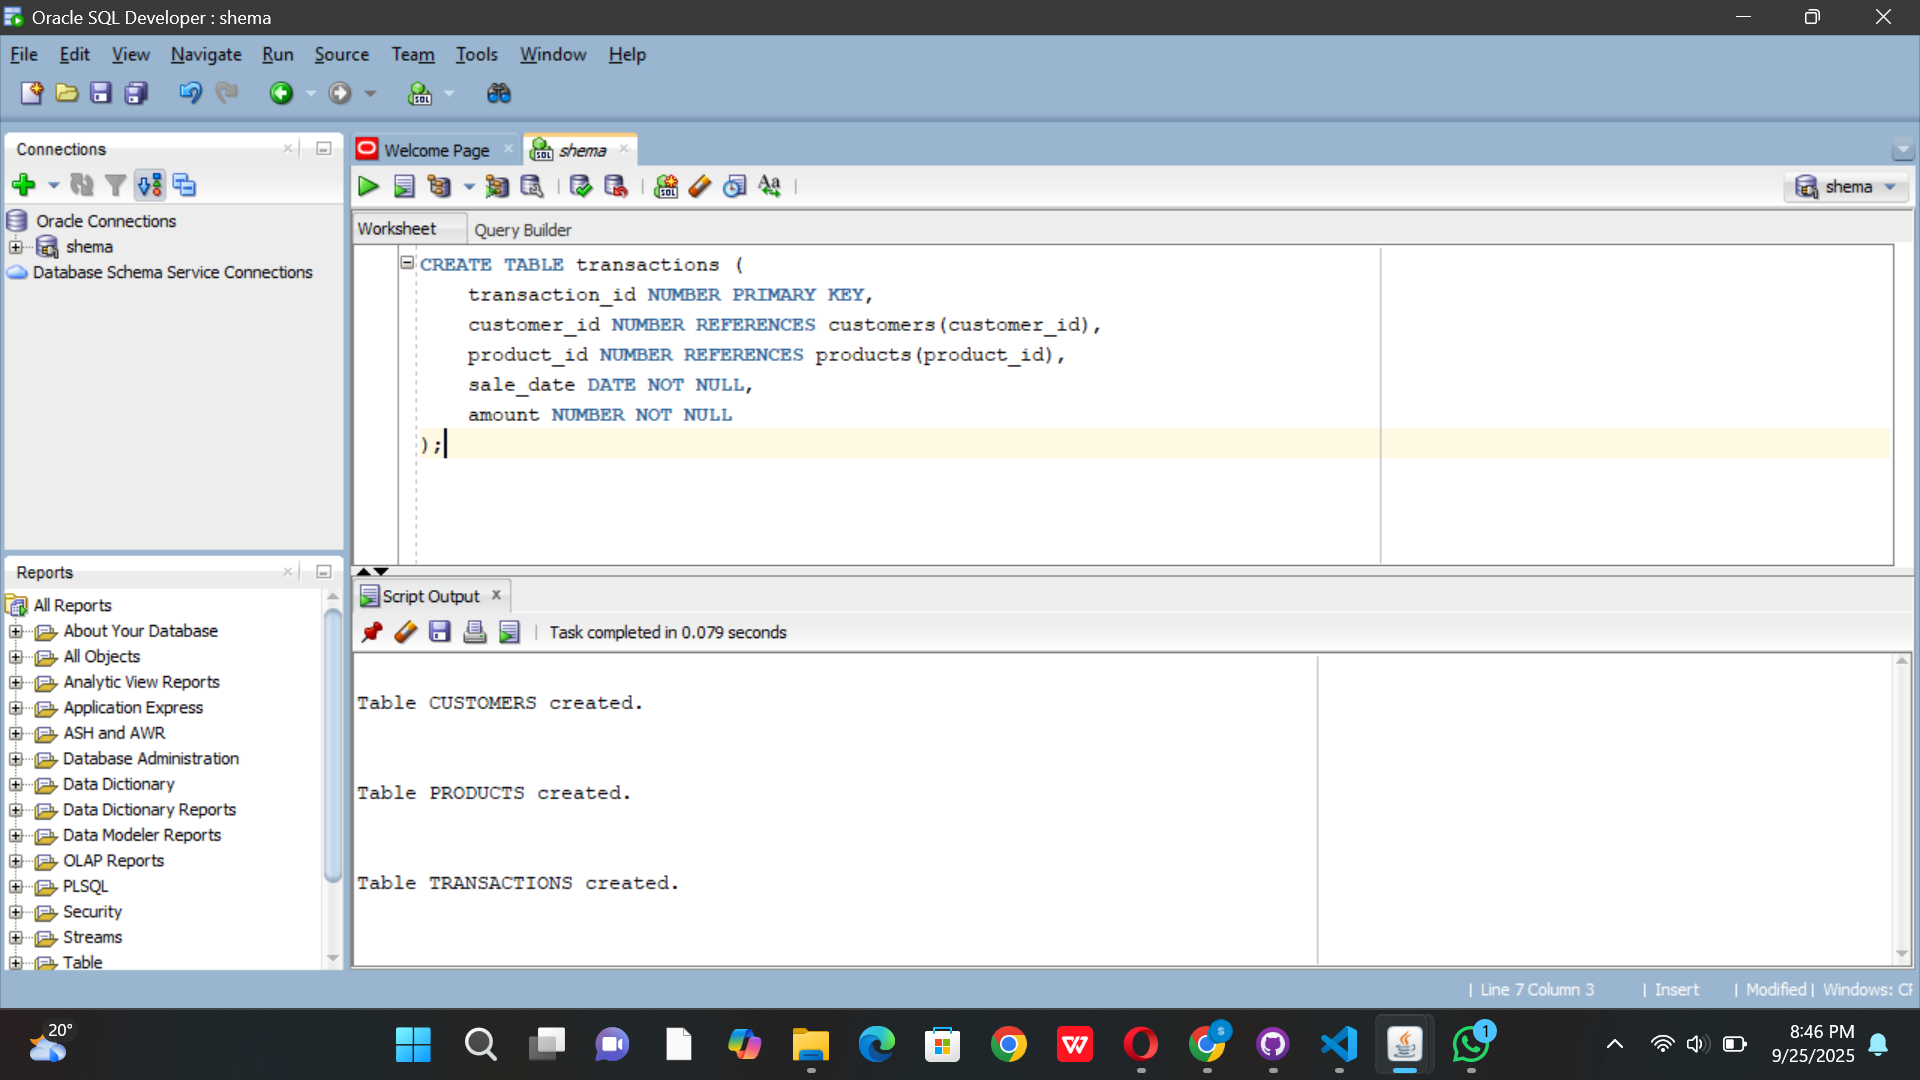 Oracle SQL Developer : shema
File Edit View Navigate Run Source Team Tools Window Help
Connections
Oracle Connections
shema
Database Schema Service Connections
Welcome Page
shema
shema
Worksheet Query Builder
CREATE TABLE transactions (
transaction_id NUMBER PRIMARY KEY,
customer_id NUMBER REFERENCES customers(customer_id),
product_id NUMBER REFERENCES products(product_id),
sale_date DATE NOT NULL,
amount NUMBER NOT NULL
);
Reports
All Reports
About Your Database
All Objects
Analytic View Reports
Application Express
ASH and AWR
Database Administration
Data Dictionary
Data Dictionary Reports
Data Modeler Reports
OLAP Reports
PLSQL
Security
Streams
Table
Script Output
Task completed in 0.079 seconds
Table CUSTOMERS created.
Table PRODUCTS created.
Table TRANSACTIONS created.
| Line 7 Column 3 | Insert | Modified | Windows: CF
20°
1
8:46 PM
9/25/2025